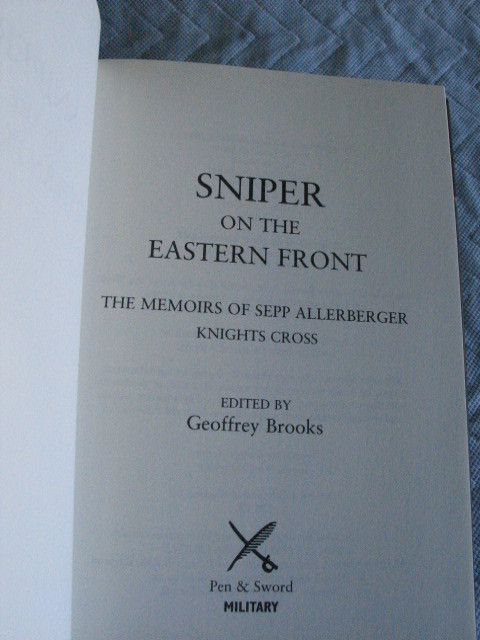 SNIPER
ON THE
EASTERN FRONT
THE MEMOIRS OF SEPP ALLERBERGER
KNIGHTS CROSS
EDITED BY
Geoffrey Brooks
Pen & Sword
MILITARY